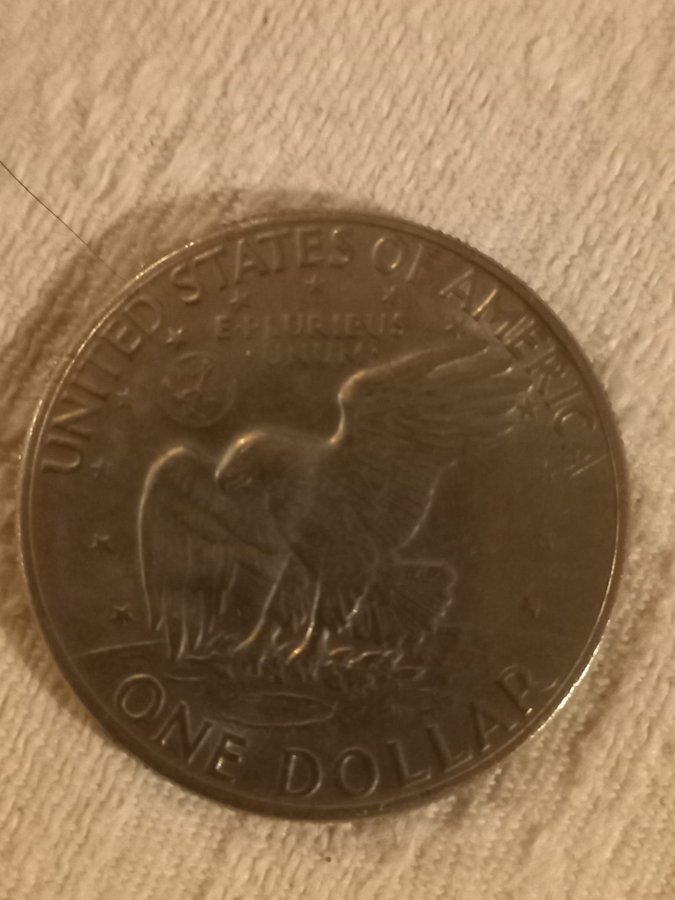 UNITED STATES OF AMERICA
E·PLURIBUS
·UNUM·
ONE DOLLAR